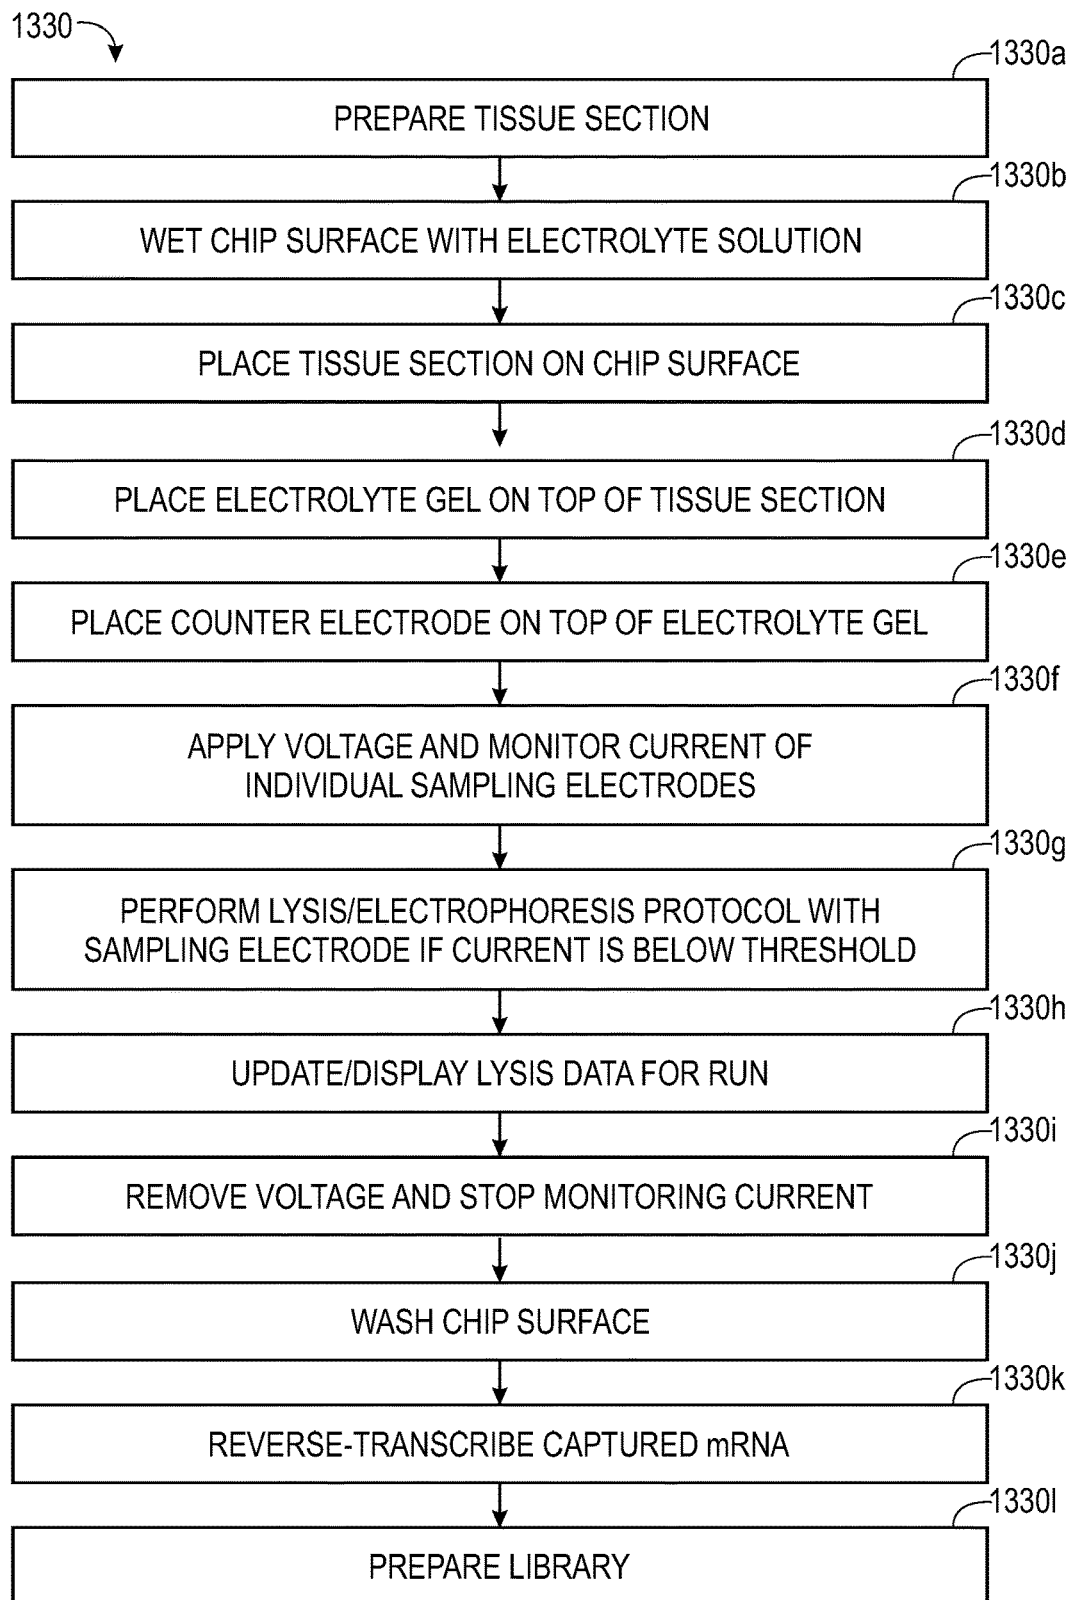 1330
1330a
PREPARE TISSUE SECTION
1330b
WET CHIP SURFACE WITH ELECTROLYTE SOLUTION
1330c
PLACE TISSUE SECTION ON CHIP SURFACE
1330d
PLACE ELECTROLYTE GEL ON TOP OF TISSUE SECTION
1330e
PLACE COUNTER ELECTRODE ON TOP OF ELECTROLYTE GEL
1330f
APPLY VOLTAGE AND MONITOR CURRENT OF
INDIVIDUAL SAMPLING ELECTRODES
1330g
PERFORM LYSIS/ELECTROPHORESIS PROTOCOL WITH
SAMPLING ELECTRODE IF CURRENT IS BELOW THRESHOLD
1330h
UPDATE/DISPLAY LYSIS DATA FOR RUN
1330i
REMOVE VOLTAGE AND STOP MONITORING CURRENT
1330j
WASH CHIP SURFACE
1330k
REVERSE-TRANSCRIBE CAPTURED mRNA
1330l
PREPARE LIBRARY